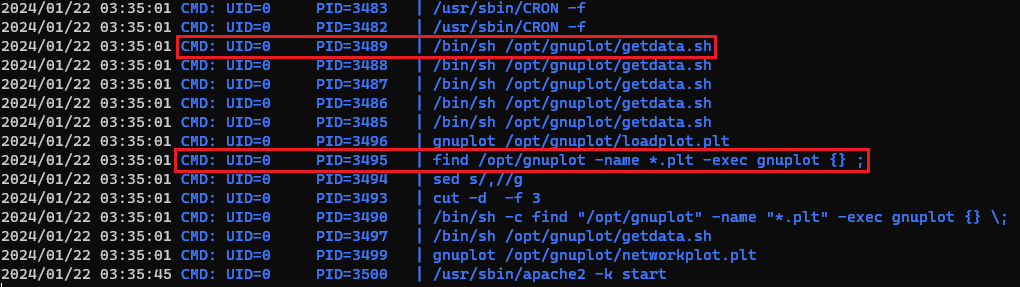 2024/01/22 03:35:01 CMD: UID=0 PID=3483 | /usr/sbin/CRON -f
2024/01/22 03:35:01 CMD: UID=0 PID=3482 | /usr/sbin/CRON -f
2024/01/22 03:35:01 CMD: UID=0 PID=3489 | /bin/sh /opt/gnuplot/getdata.sh
2024/01/22 03:35:01 CMD: UID=0 PID=3488 | /bin/sh /opt/gnuplot/getdata.sh
2024/01/22 03:35:01 CMD: UID=0 PID=3487 | /bin/sh /opt/gnuplot/getdata.sh
2024/01/22 03:35:01 CMD: UID=0 PID=3486 | /bin/sh /opt/gnuplot/getdata.sh
2024/01/22 03:35:01 CMD: UID=0 PID=3485 | /bin/sh /opt/gnuplot/getdata.sh
2024/01/22 03:35:01 CMD: UID=0 PID=3496 | gnuplot /opt/gnuplot/loadplot.plt
2024/01/22 03:35:01 CMD: UID=0 PID=3495 | find /opt/gnuplot -name *.plt -exec gnuplot {} ;
2024/01/22 03:35:01 CMD: UID=0 PID=3494 | sed s/,//g
2024/01/22 03:35:01 CMD: UID=0 PID=3493 | cut -d  -f 3
2024/01/22 03:35:01 CMD: UID=0 PID=3490 | /bin/sh -c find "/opt/gnuplot" -name "*.plt" -exec gnuplot {} \;
2024/01/22 03:35:01 CMD: UID=0 PID=3497 | /bin/sh /opt/gnuplot/getdata.sh
2024/01/22 03:35:01 CMD: UID=0 PID=3499 | gnuplot /opt/gnuplot/networkplot.plt
2024/01/22 03:35:45 CMD: UID=0 PID=3500 | /usr/sbin/apache2 -k start